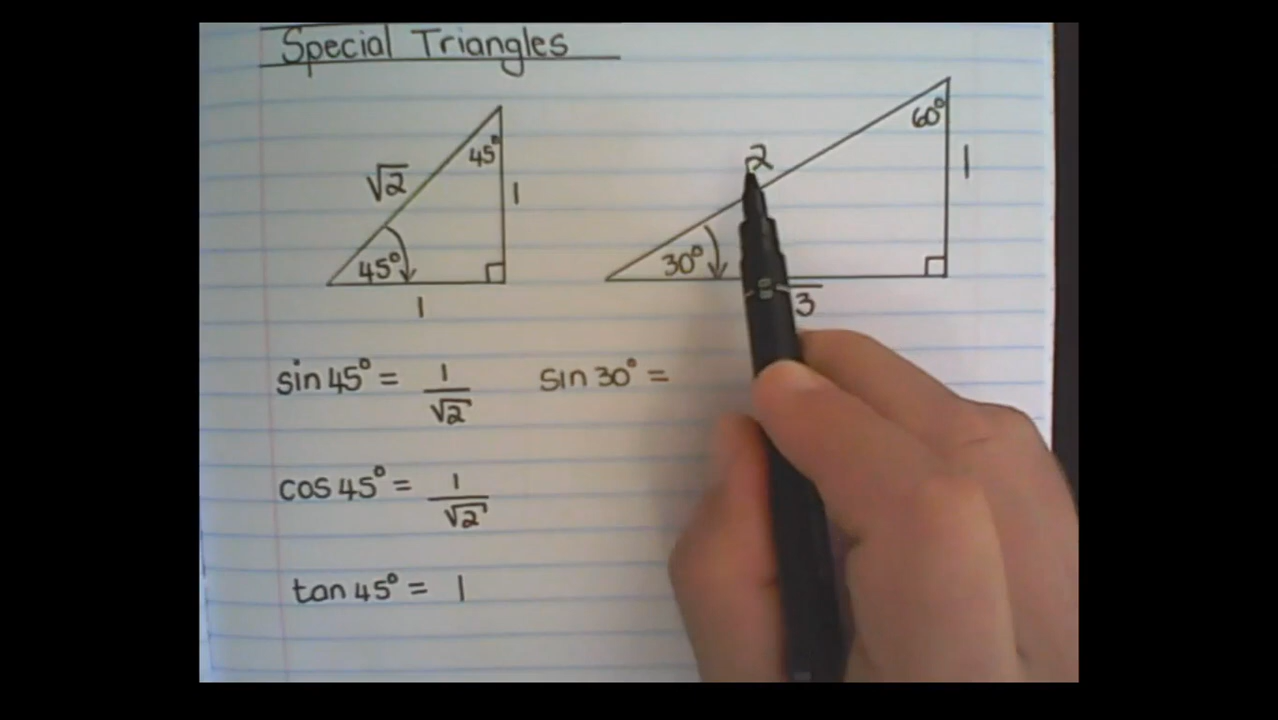 Special Triangles
√2
45°
1
45°
1
2
60°
1
30°
3
sin 45° = 1/√2
sin 30° =
cos 45° = 1/√2
tan 45° = 1